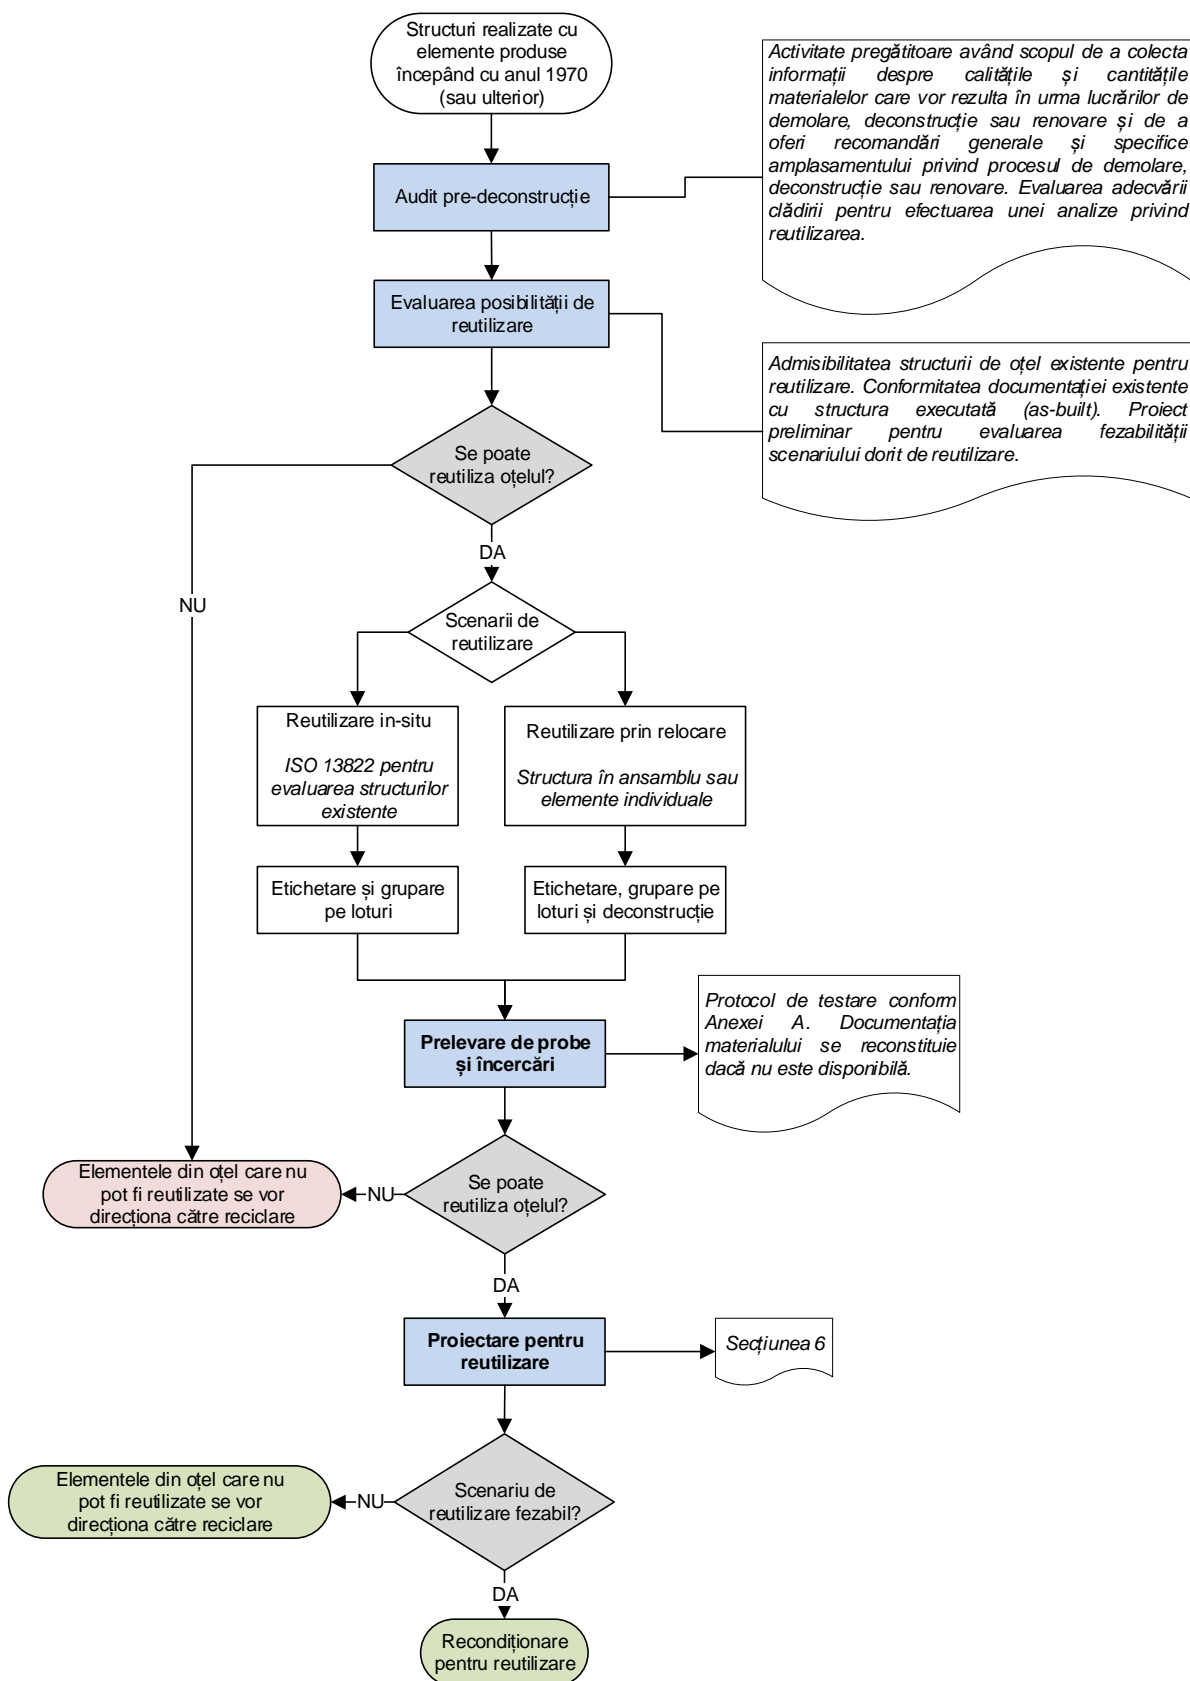 Structuri realizate cu
elemente produse
începând cu anul 1970
(sau ulterior)
Activitate pregătitoare având scopul de a colecta
informații despre calitățile și cantitățile
materialelor care vor rezulta în urma lucrărilor de
demolare, deconstrucție sau renovare și de a
oferi recomandări generale și specifice
amplasamentului privind procesul de demolare,
deconstrucție sau renovare. Evaluarea adecvării
clădirii pentru efectuarea unei analize privind
reutilizarea.
Audit pre-deconstrucție
Evaluarea posibilității de
reutilizare
Admisibilitatea structurii de oțel existente pentru
reutilizare. Conformitatea documentației existente
cu structura executată (as-built). Proiect
preliminar pentru evaluarea fezabilității
scenariului dorit de reutilizare.
Se poate
reutiliza oțelul?
DA
NU
Scenarii de
reutilizare
Reutilizare in-situ
ISO 13822 pentru
evaluarea structurilor
existente
Reutilizare prin relocare
Structura în ansamblu sau
elemente individuale
Etichetare și grupare
pe loturi
Etichetare, grupare pe
loturi și deconstrucție
Prelevare de probe
și încercări
Protocol de testare conform
Anexei A. Documentația
materialului se reconstituie
dacă nu este disponibilă.
Se poate
reutiliza oțelul?
NU
Elementele din oțel care nu
pot fi reutilizate se vor
direcționa către reciclare
DA
Proiectare pentru
reutilizare
Secțiunea 6
Scenariu de
reutilizare fezabil?
NU
Elementele din oțel care nu
pot fi reutilizate se vor
direcționa către reciclare
DA
Recondiționare
pentru reutilizare